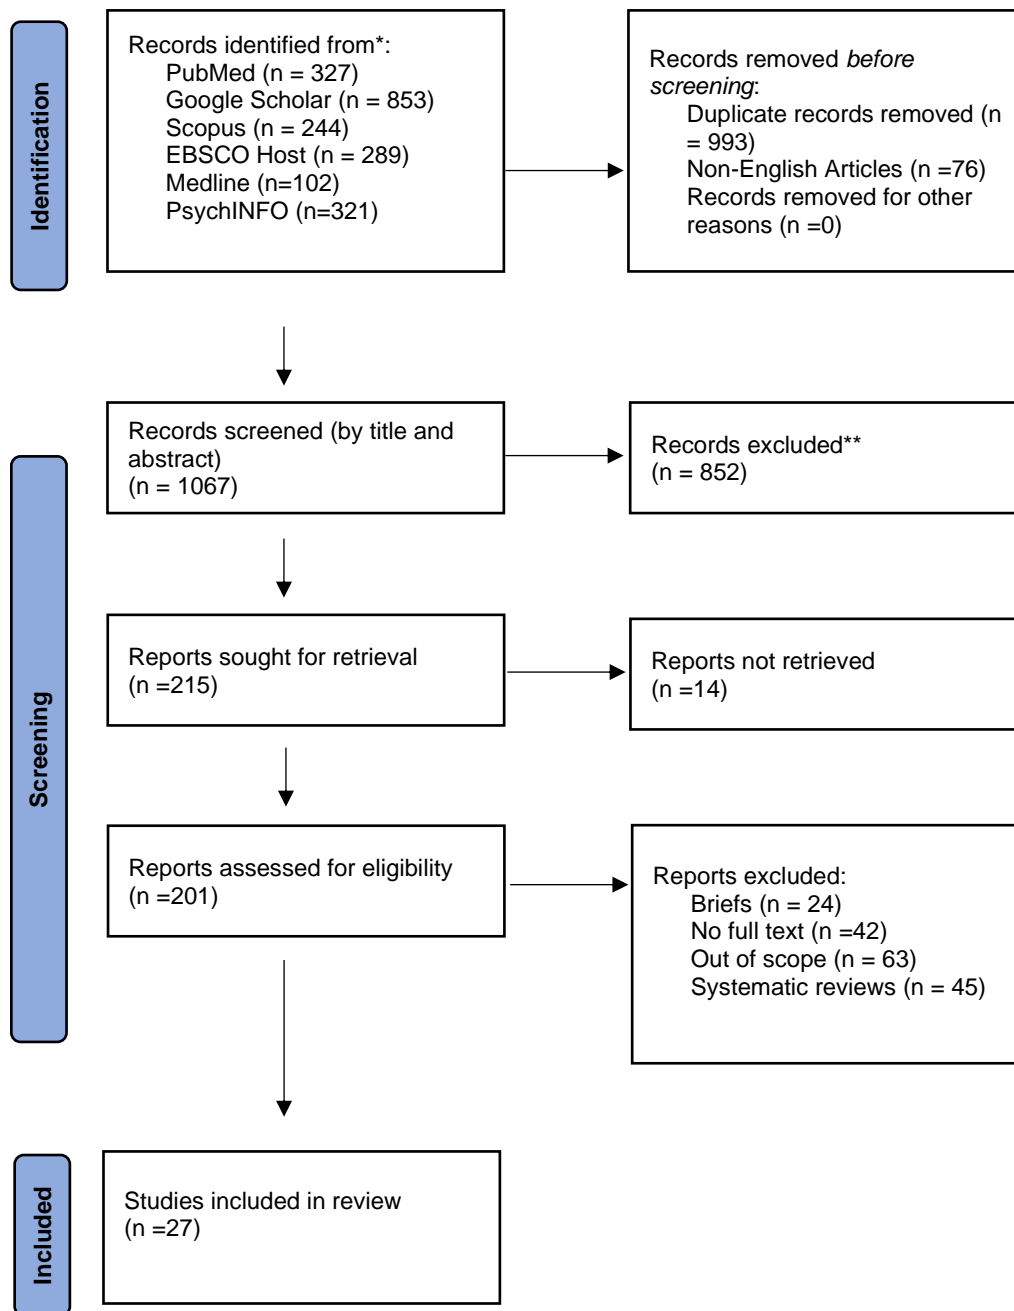 Identification
Records identified from*:
PubMed (n = 327)
Google Scholar (n = 853)
Scopus (n = 244)
EBSCO Host (n = 289)
Medline (n=102)
PsychINFO (n=321)
Records removed before
screening:
Duplicate records removed (n
= 993)
Non-English Articles (n =76)
Records removed for other
reasons (n =0)
Screening
Records screened (by title and
abstract)
(n = 1067)
Records excluded**
(n = 852)
Reports sought for retrieval
(n =215)
Reports not retrieved
(n =14)
Reports assessed for eligibility
(n =201)
Reports excluded:
Briefs (n = 24)
No full text (n =42)
Out of scope (n = 63)
Systematic reviews (n = 45)
Included
Studies included in review
(n =27)